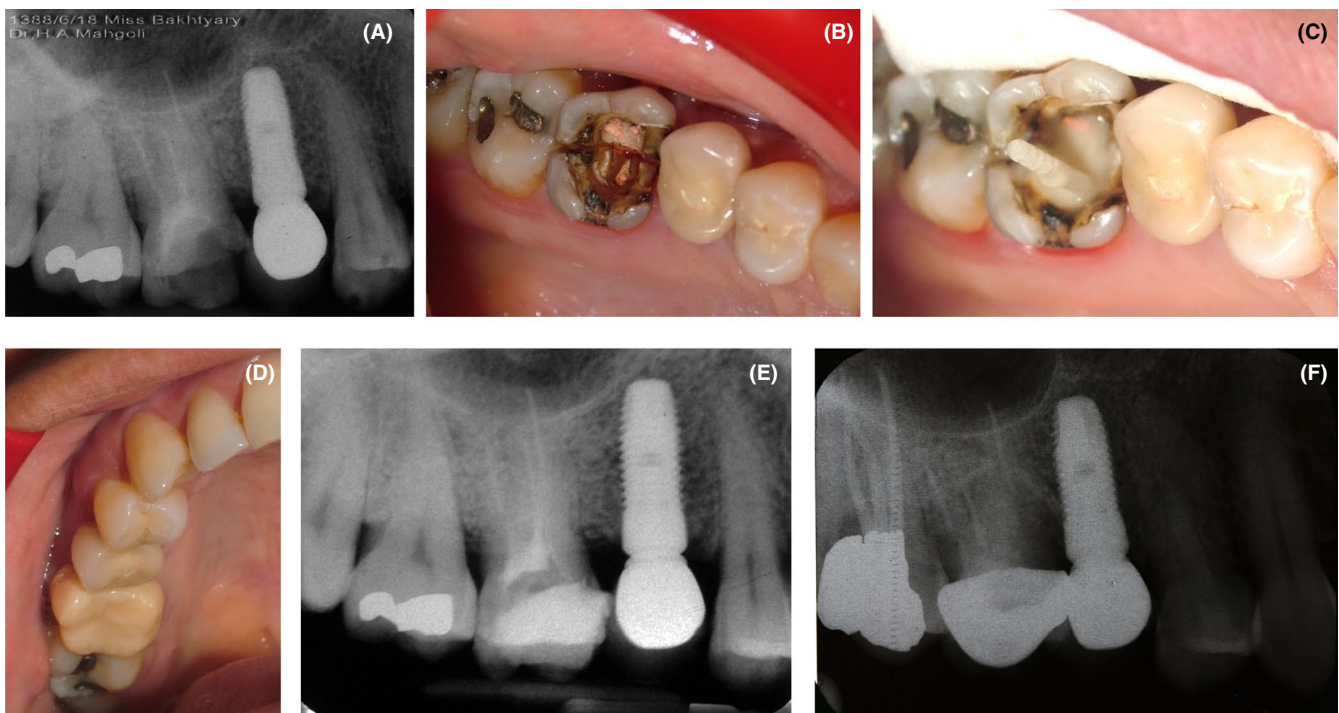 1388/6/18 Miss Bakhtyary
Dr.H.A.Mahgoli
(A)
(B)
(C)
(D)
(E)
(F)